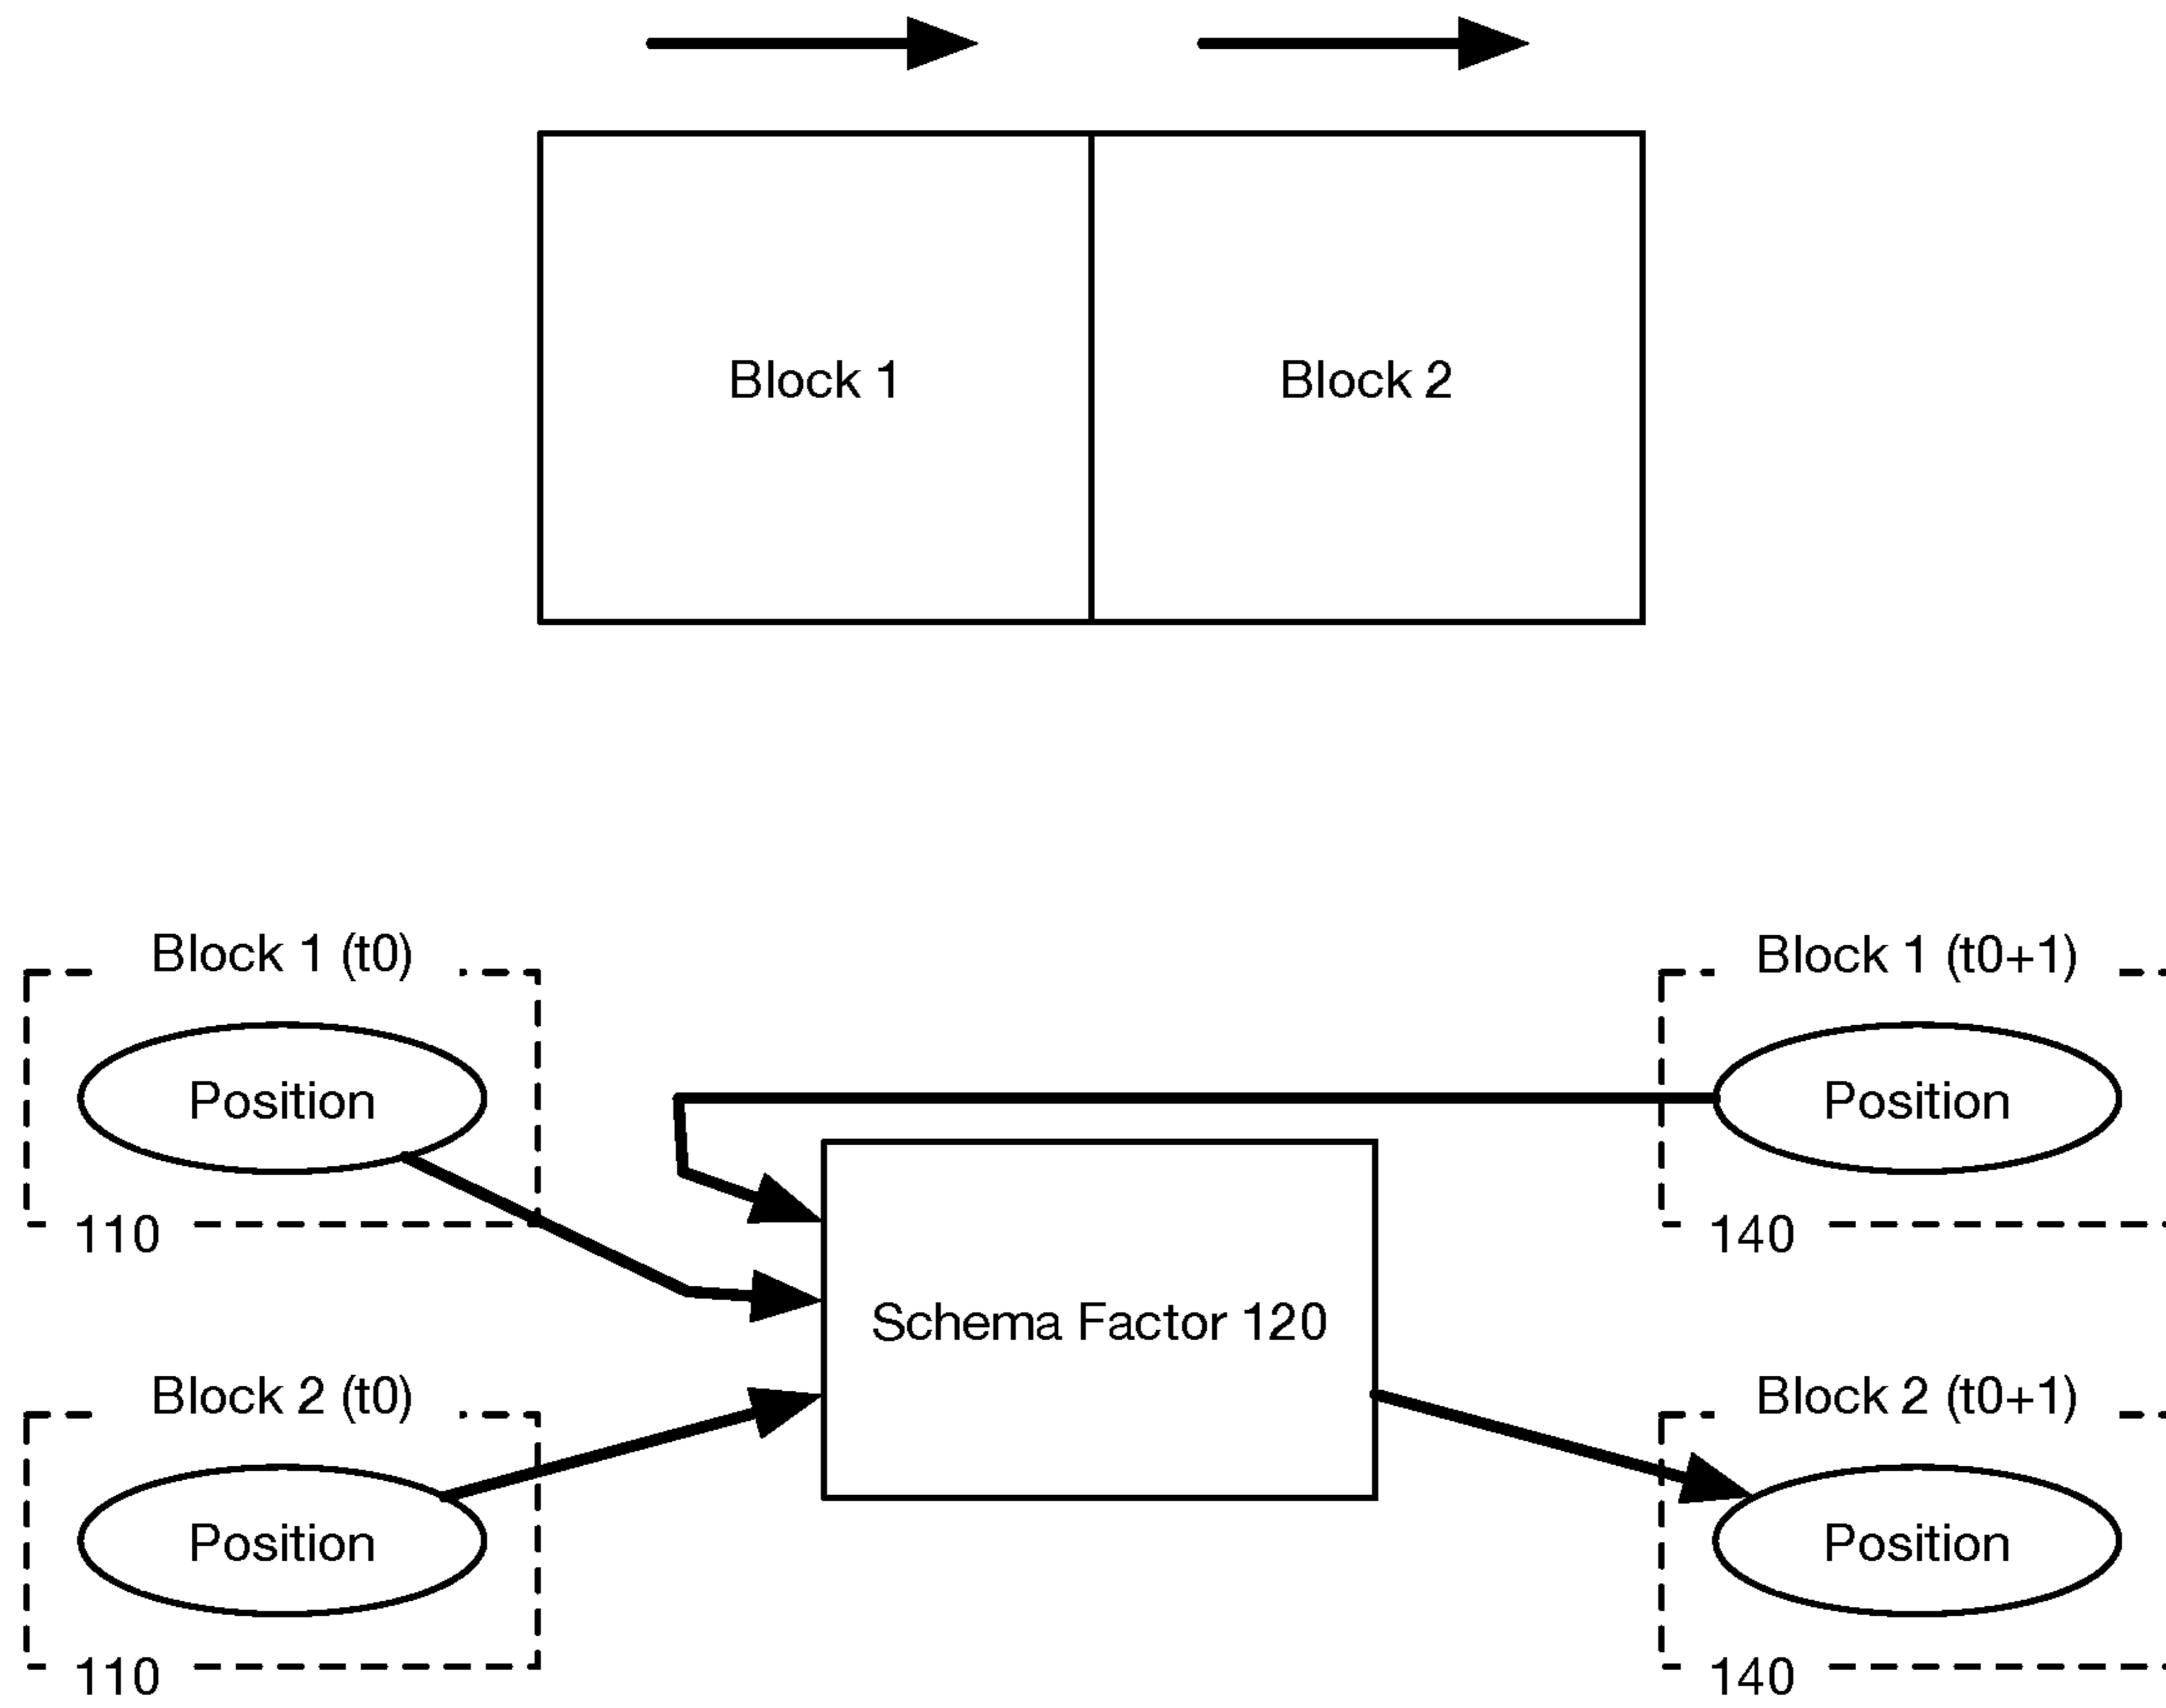 Block 1
Block 2
Block 1 (t0)
Block 1 (t0+1)
Position
Position
110
140
Schema Factor 120
Block 2 (t0)
Block 2 (t0+1)
Position
Position
110
140